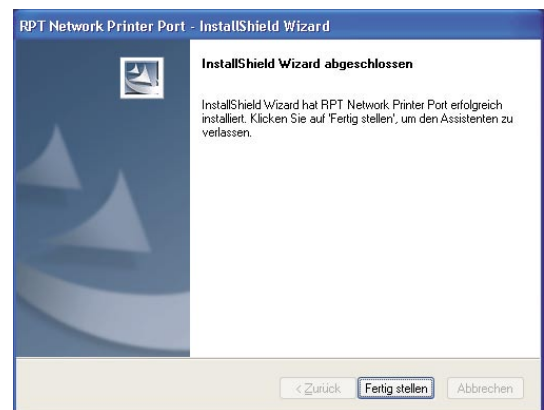 RPT Network Printer Port - InstallShield Wizard
InstallShield Wizard abgeschlossen
InstallShield Wizard hat RPT Network Printer Port erfolgreich
installiert. Klicken Sie auf 'Fertig stellen', um den Assistenten zu
verlassen.
< Zurück
Fertig stellen
Abbrechen